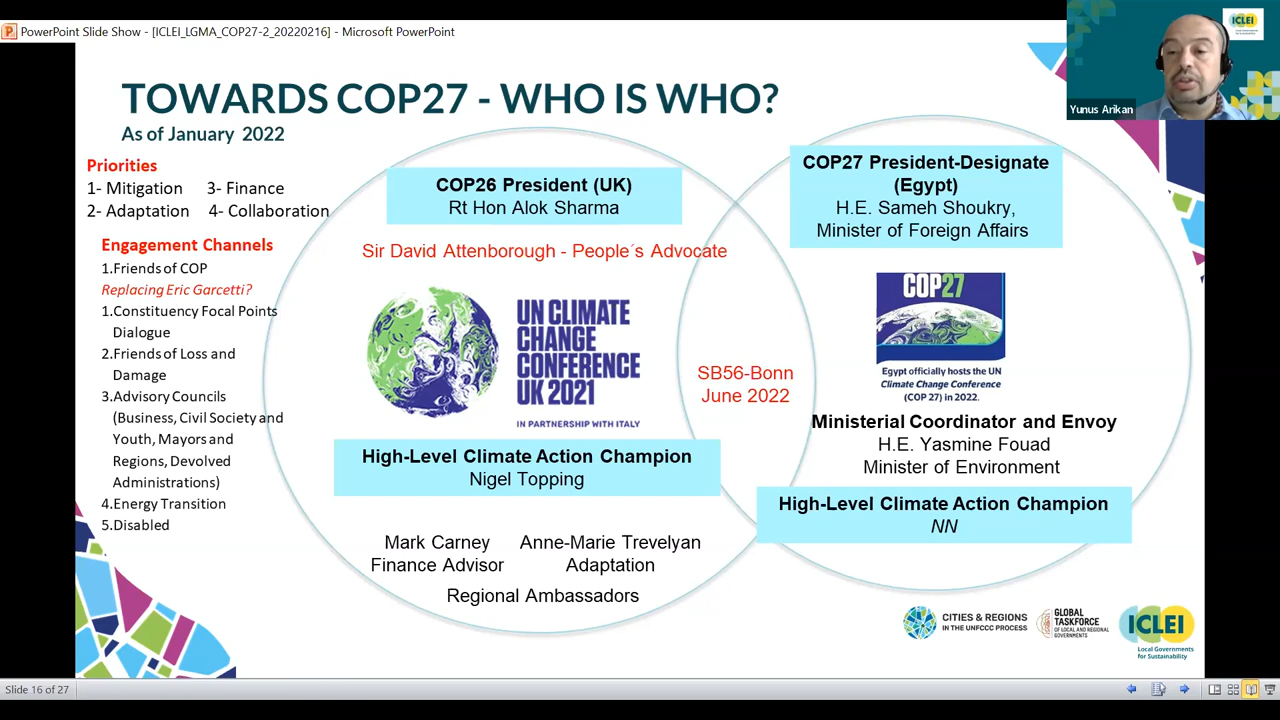 PowerPoint Slide Show - [ICLEI_LGMA_COP27-2_20220216] - Microsoft PowerPoint
ICLEI
Yunus Arikan
TOWARDS COP27 - WHO IS WHO?
As of January 2022
Priorities
1- Mitigation 3- Finance
2- Adaptation 4- Collaboration
Engagement Channels
1.Friends of COP
Replacing Eric Garcetti?
1.Constituency Focal Points
Dialogue
2.Friends of Loss and
Damage
3.Advisory Councils
(Business, Civil Society and
Youth, Mayors and
Regions, Devolved
Administrations)
4.Energy Transition
5.Disabled
COP26 President (UK)
Rt Hon Alok Sharma
Sir David Attenborough - People´s Advocate
UN CLIMATE
CHANGE
CONFERENCE
UK 2021
IN PARTNERSHIP WITH ITALY
High-Level Climate Action Champion
Nigel Topping
Mark Carney
Finance Advisor
Anne-Marie Trevelyan
Adaptation
Regional Ambassadors
SB56-Bonn
June 2022
COP27 President-Designate
(Egypt)
H.E. Sameh Shoukry,
Minister of Foreign Affairs
COP27
Egypt officially hosts the UN
Climate Change Conference
(COP 27) in 2022.
Ministerial Coordinator and Envoy
H.E. Yasmine Fouad
Minister of Environment
High-Level Climate Action Champion
NN
CITIES & REGIONS
IN THE UNFCCC PROCESS
GLOBAL
TASKFORCE
OF LOCAL AND REGIONAL
GOVERNMENTS
ICLEI
Local Governments
for Sustainability
Slide 16 of 27